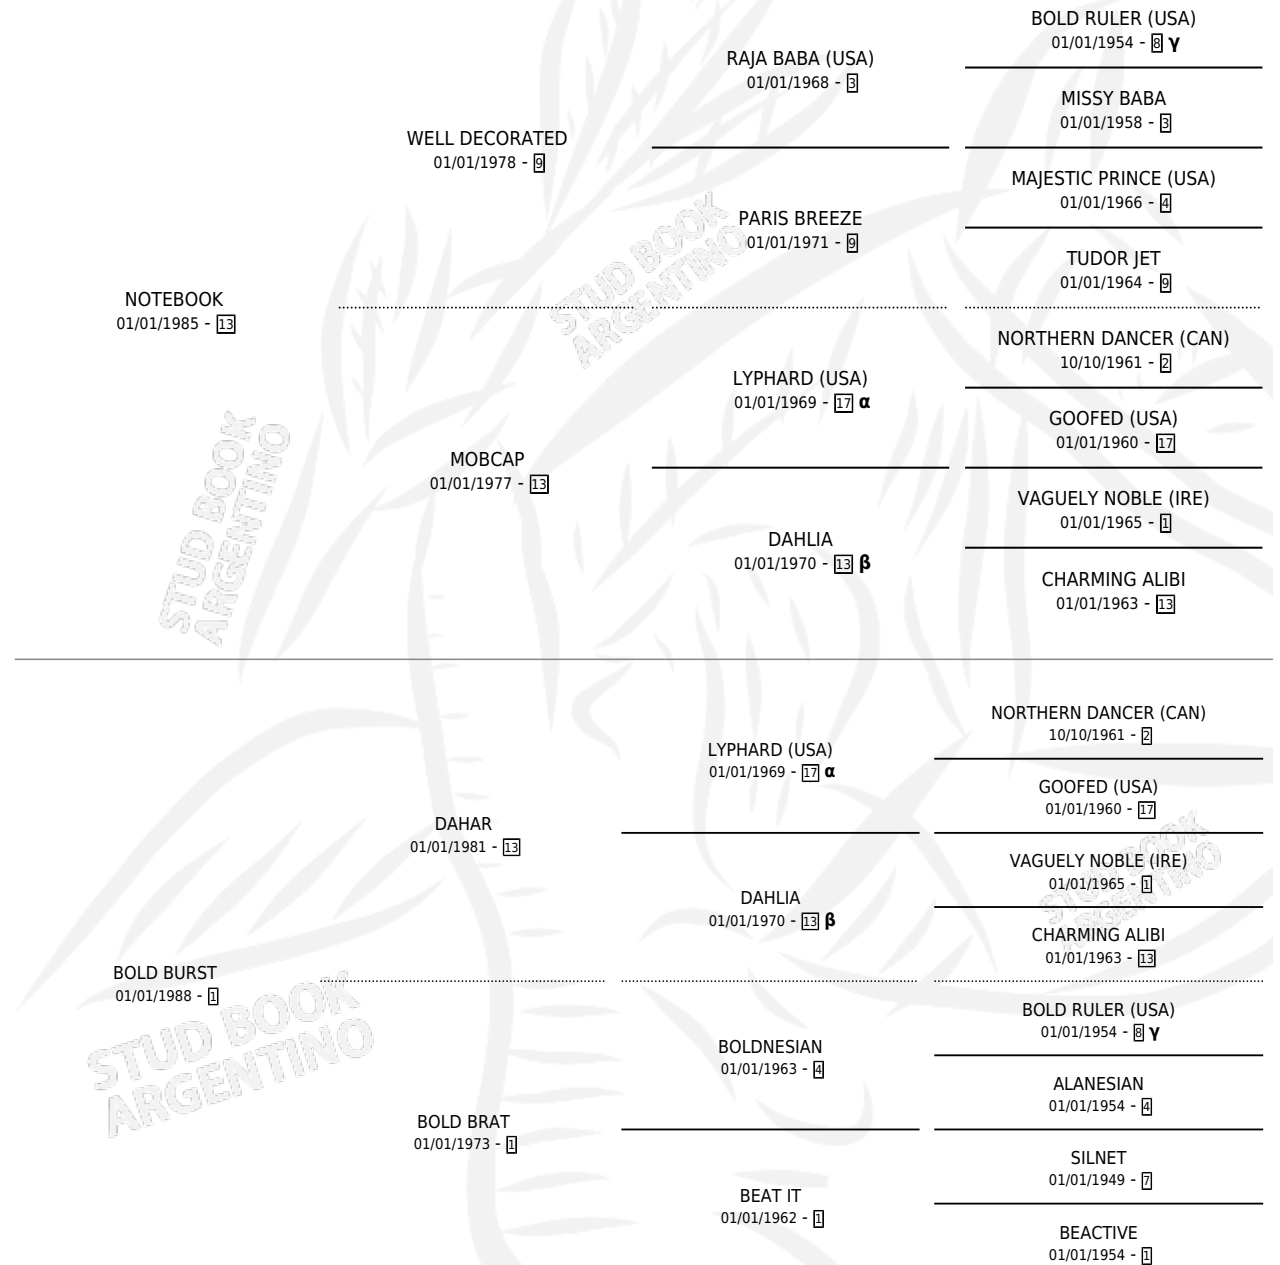 BOLD RULER (USA)
01/01/1954 - 8 γ
RAJA BABA (USA)
01/01/1968 - 3
MISSY BABA
01/01/1958 - 3
WELL DECORATED
01/01/1978 - 9
MAJESTIC PRINCE (USA)
01/01/1966 - 4
PARIS BREEZE
01/01/1971 - 9
TUDOR JET
01/01/1964 - 9
STUD BOOK
ARGENTINO
NOTEBOOK
01/01/1985 - 13
NORTHERN DANCER (CAN)
10/10/1961 - 2
LYPHARD (USA)
01/01/1969 - 17 α
GOOFED (USA)
01/01/1960 - 17
MOBCAP
01/01/1977 - 13
VAGUELY NOBLE (IRE)
01/01/1965 - 1
DAHLIA
01/01/1970 - 13 β
CHARMING ALIBI
01/01/1963 - 13
STUD BOOK
ARGENTINO
NORTHERN DANCER (CAN)
10/10/1961 - 2
LYPHARD (USA)
01/01/1969 - 17 α
GOOFED (USA)
01/01/1960 - 17
DAHAR
01/01/1981 - 13
VAGUELY NOBLE (IRE)
01/01/1965 - 1
STUD BOOK
ARGENTINO
DAHLIA
01/01/1970 - 13 β
CHARMING ALIBI
01/01/1963 - 13
BOLD BURST
01/01/1988 - 1
BOLD RULER (USA)
01/01/1954 - 8 γ
STUD BOOK
ARGENTINO
BOLDNESIAN
01/01/1963 - 4
ALANESIAN
01/01/1954 - 4
BOLD BRAT
01/01/1973 - 1
SILNET
01/01/1949 - 7
BEAT IT
01/01/1962 - 1
BEACTIVE
01/01/1954 - 1